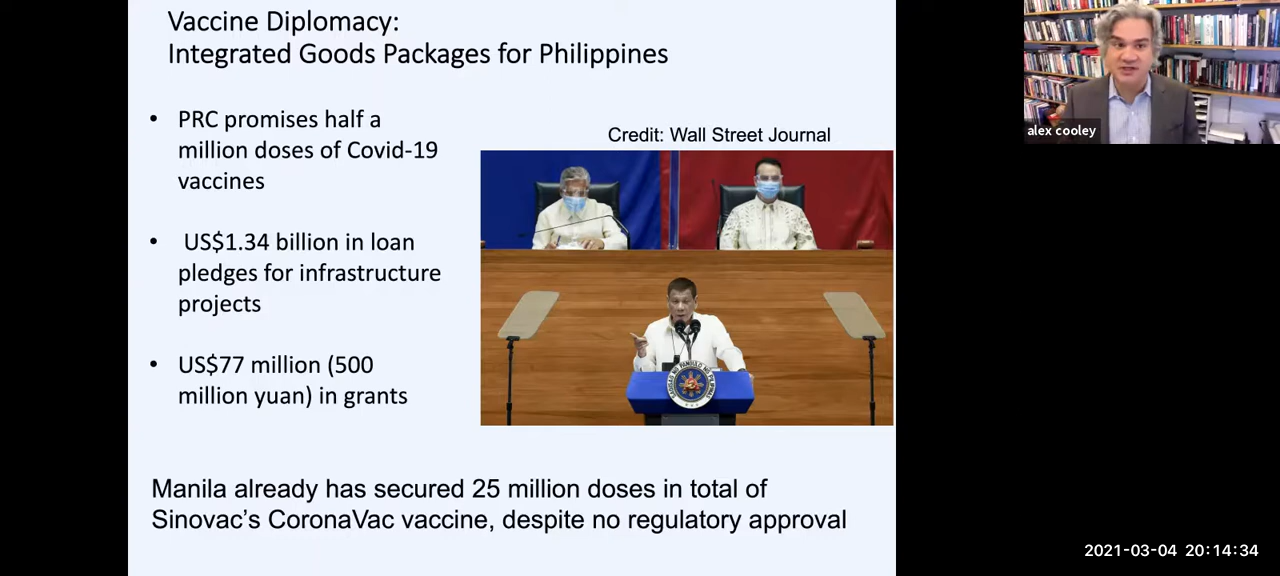 Vaccine Diplomacy:
Integrated Goods Packages for Philippines
• PRC promises half a
million doses of Covid-19
vaccines
• US$1.34 billion in loan
pledges for infrastructure
projects
• US$77 million (500
million yuan) in grants
Credit: Wall Street Journal
Manila already has secured 25 million doses in total of
Sinovac's CoronaVac vaccine, despite no regulatory approval
alex cooley
2021-03-04 20:14:34